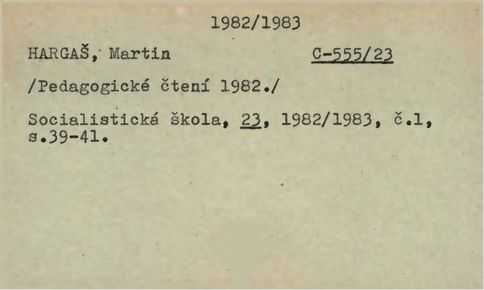 1982/1983
HARGAŠ, Martin C-555/23
/Pedagogické čtení 1982./
Socialistická škola, 23, 1982/1983, č.1,
s.39-41.